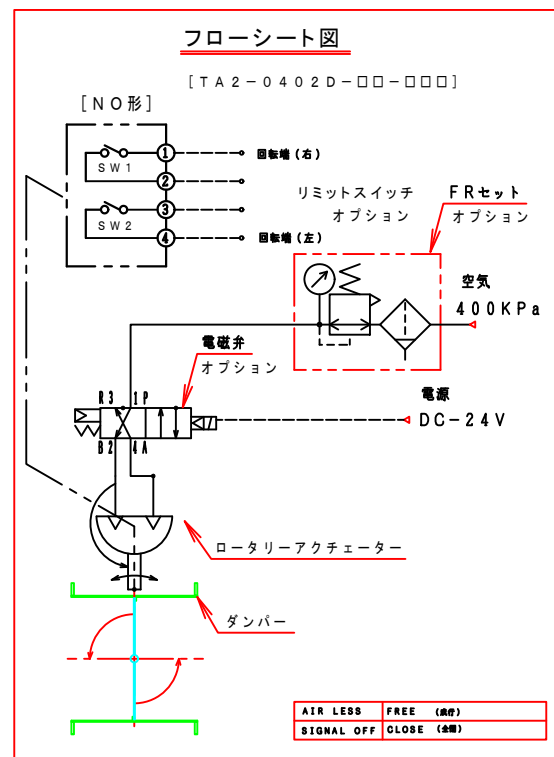 フローシート図
[TA2-0402D-□□-□□□]
[NO形]
1
回転端(右)
SW1
2
3
SW2
4
回転端(左)
リミットスイッチ
オプション
FRセット
オプション
空気
400KPa
電磁弁
オプション
R3 1P
B2 4A
電源
DC-24V
ロータリーアクチェーター
ダンパー
AIR LESS FREE
SIGNAL OFF CLOSE (全閉)